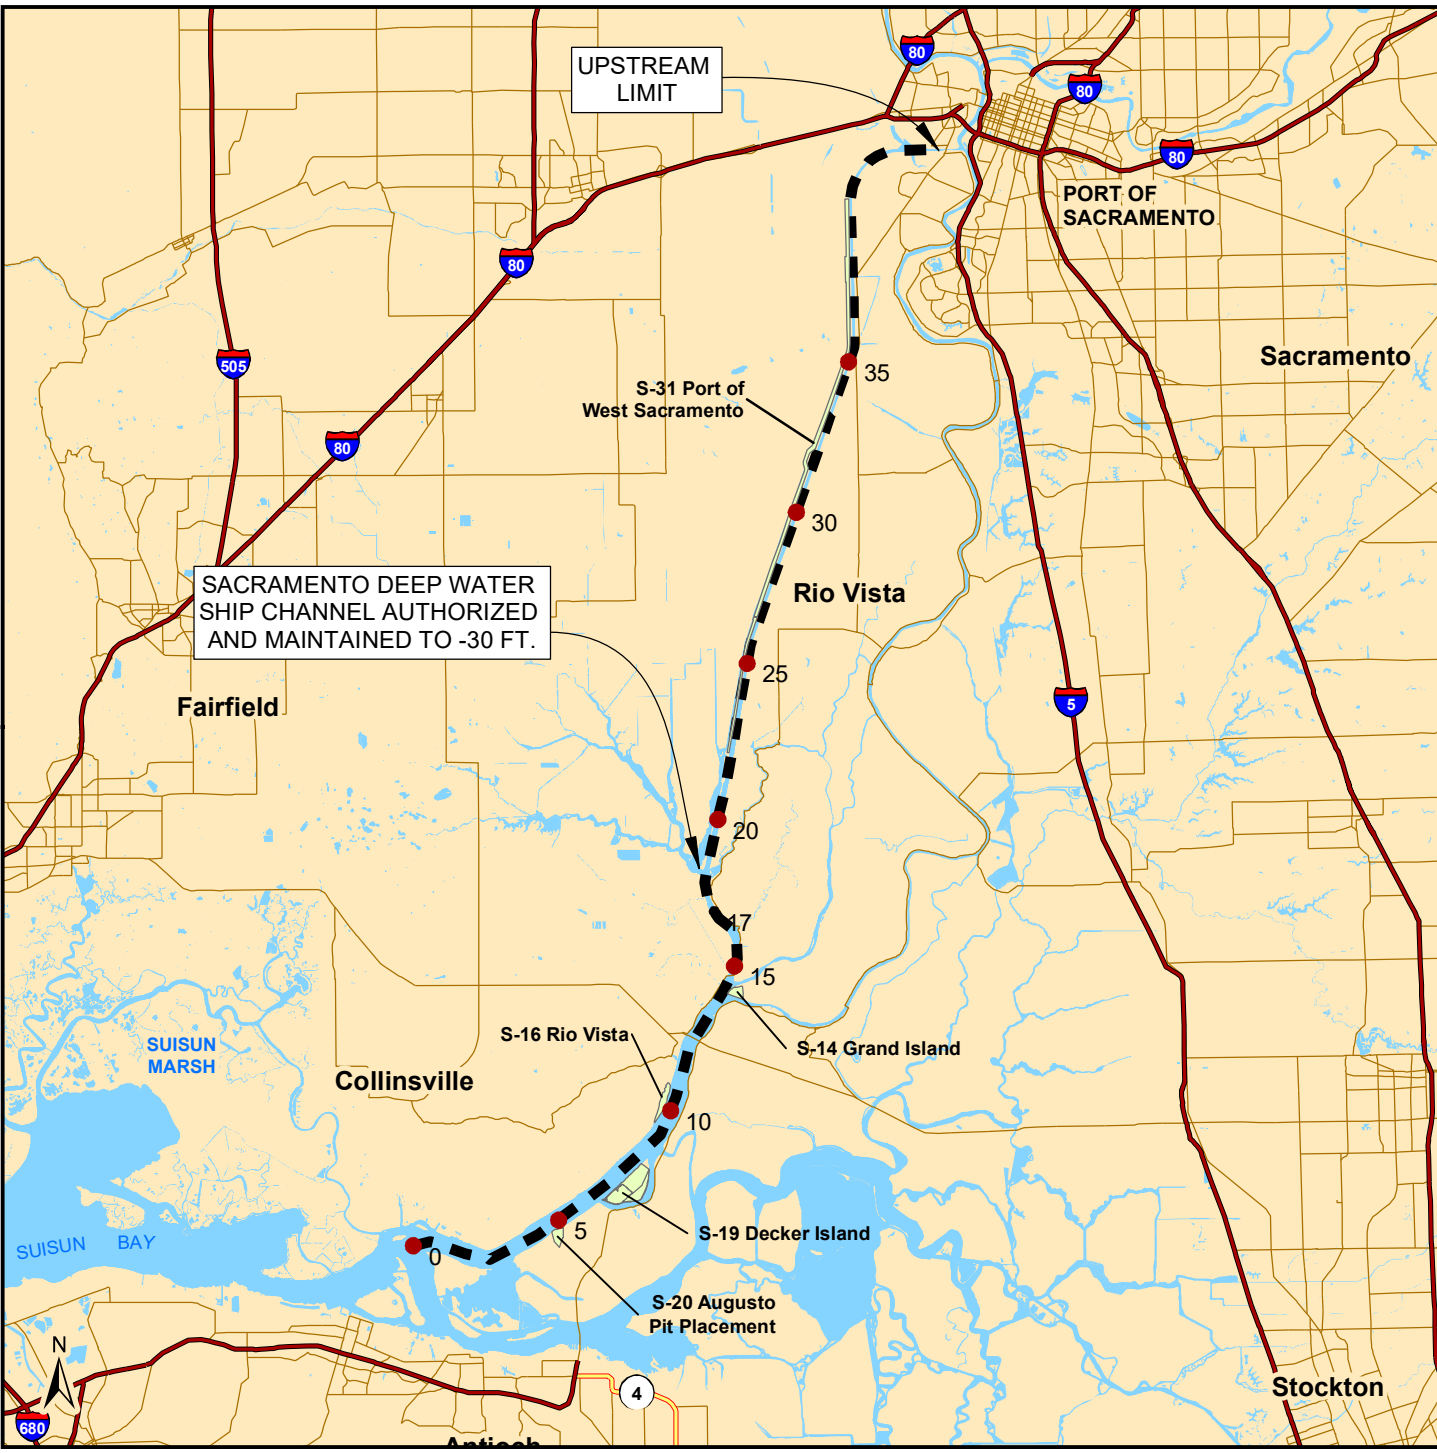 UPSTREAM
LIMIT
80
80
80
PORT OF
SACRAMENTO
80
505
Sacramento
35
S-31 Port of
West Sacramento
80
30
SACRAMENTO DEEP WATER
SHIP CHANNEL AUTHORIZED
AND MAINTAINED TO -30 FT.
Rio Vista
25
Fairfield
5
20
17
15
S-16 Rio Vista
S-14 Grand Island
SUISUN
MARSH
Collinsville
10
S-19 Decker Island
5
SUISUN BAY
0
S-20 Augusto
Pit Placement
N
4
Stockton
680
Antioch